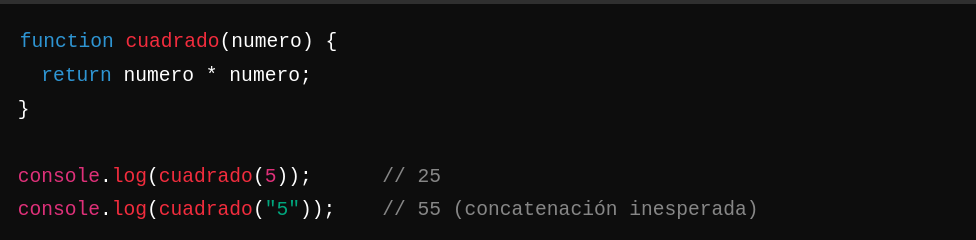 function cuadrado(numero) {
  return numero * numero;
}
console.log(cuadrado(5));      // 25
console.log(cuadrado("5"));    // 55 (concatenación inesperada)